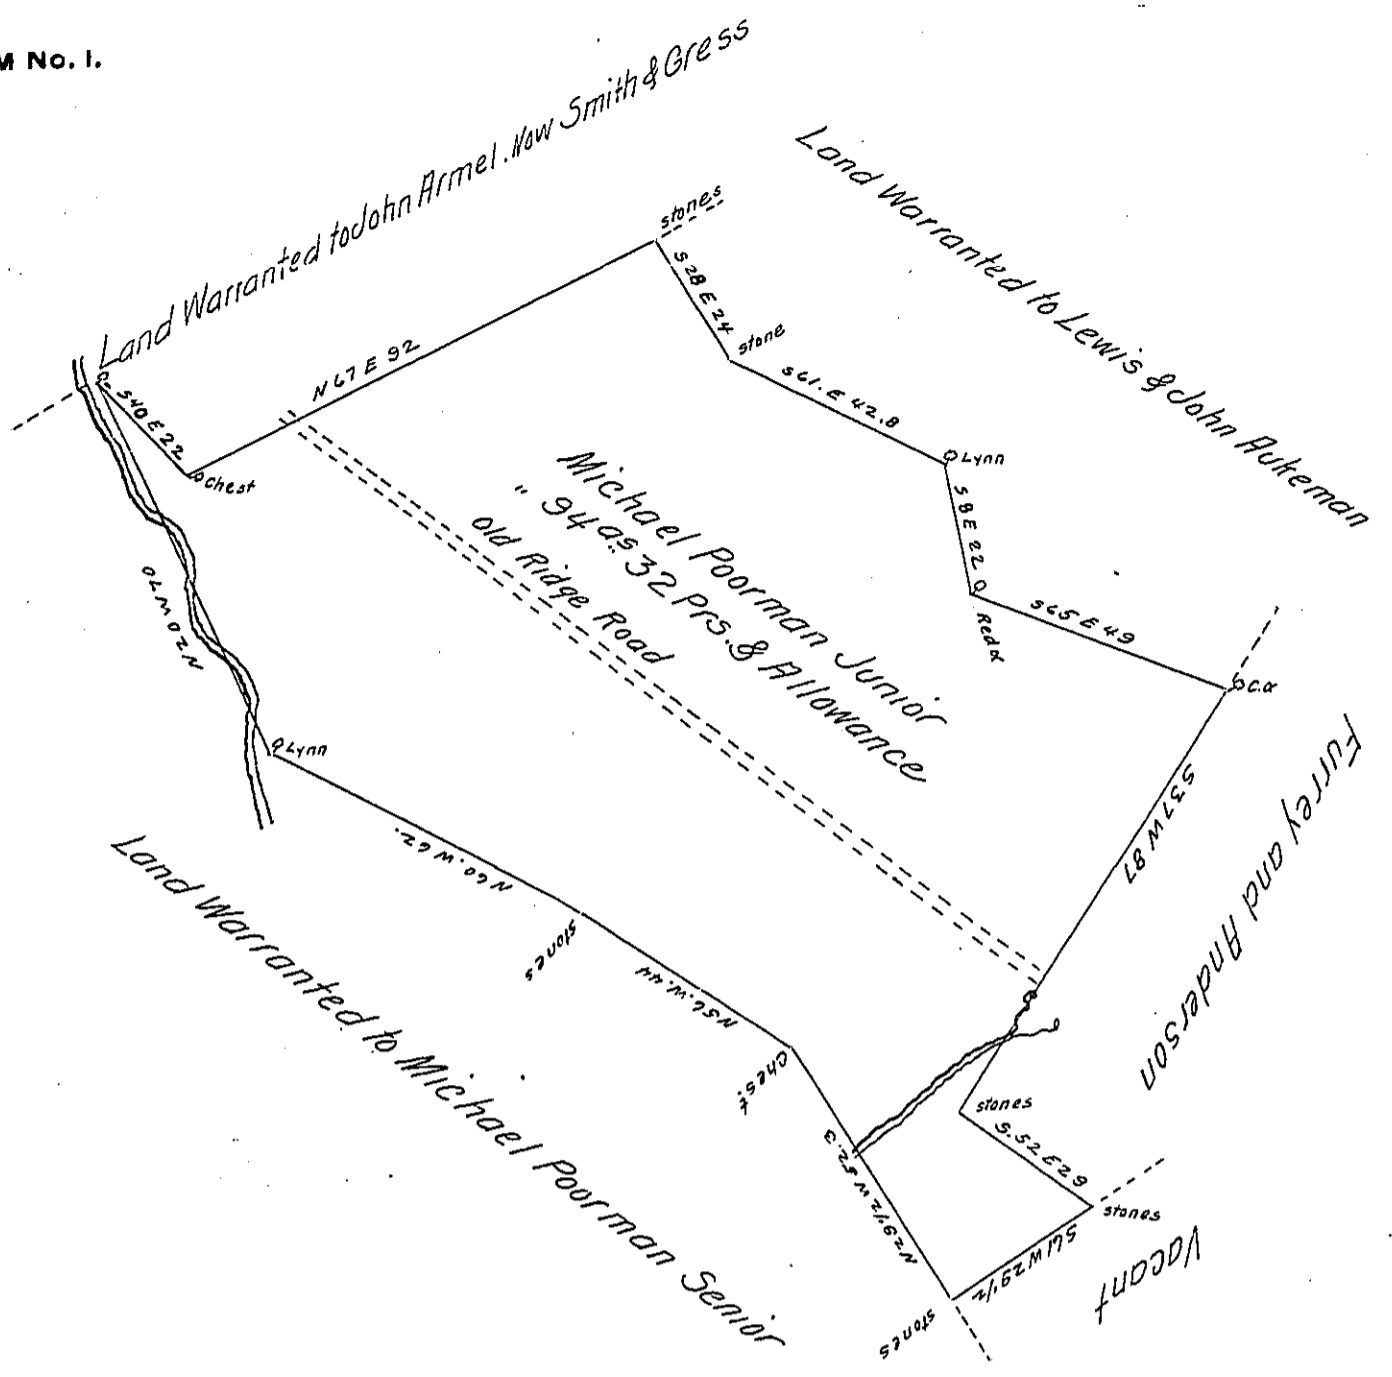 M No. 1.
Land Warranted to John Armel. Now Smith & Gress
stones
Land Warranted to Lewis & John Aukeman
S 28 E 24
stone
N 67 E 92
S 40 E 22
Chest
S 61. E 42.8
Lynn
S 8 E 22
Red o
S 65 E 49
C.o
Michael Poorman Junior
" 94 as" 32 Prs. & Allowance
Old Ridge Road
N 20 W 70
Lynn
S 37 W 87
Furrey and Anderson
N 60. W 62.
stones
N 56. W. 44
Chest.
Land Warranted to Michael Poorman Senior
N 29 1/2 W 52.3
stones
S. 52 E 29
stones
S 61 W 29 1/2
stones
Vacant